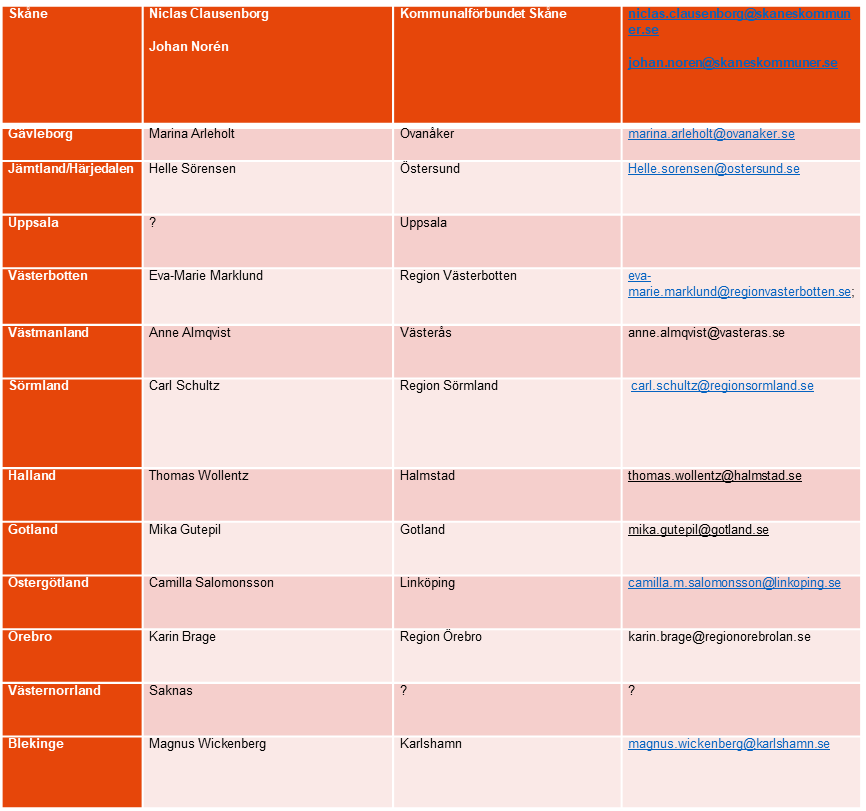 Skåne Niclas Clausenborg Kommunalförbundet Skåne niclas.clausenborg@skaneskommun
er.se
Johan Norén johan.noren@skaneskommuner.se
Gävleborg Marina Arleholt Ovanåker marina.arleholt@ovanaker.se
Jämtland/Härjedalen Helle Sörensen Östersund Helle.sorensen@ostersund.se
Uppsala ? Uppsala
Västerbotten Eva-Marie Marklund Region Västerbotten eva-
marie.marklund@regionvasterbotten.se;
Västmanland Anne Almqvist Västerås anne.almqvist@vasteras.se
Sörmland Carl Schultz Region Sörmland carl.schultz@regionsormland.se
Halland Thomas Wollentz Halmstad thomas.wollentz@halmstad.se
Gotland Mika Gutepil Gotland mika.gutepil@gotland.se
Östergötland Camilla Salomonsson Linköping camilla.m.salomonsson@linkoping.se
Örebro Karin Brage Region Örebro karin.brage@regionorebrolan.se
Västernorrland Saknas ? ?
Blekinge Magnus Wickenberg Karlshamn magnus.wickenberg@karlshamn.se